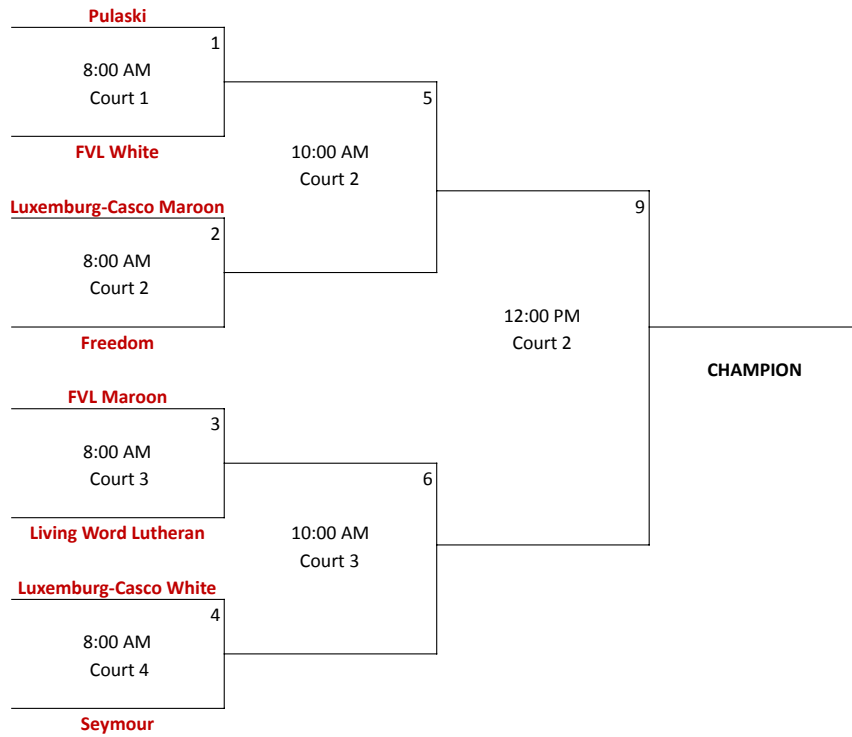 Pulaski
1
8:00 AM
Court 1
FVL White
5
10:00 AM
Court 2
Luxemburg-Casco Maroon
2
8:00 AM
Court 2
Freedom
9
12:00 PM
Court 2
CHAMPION
FVL Maroon
3
8:00 AM
Court 3
Living Word Lutheran
6
10:00 AM
Court 3
Luxemburg-Casco White
4
8:00 AM
Court 4
Seymour